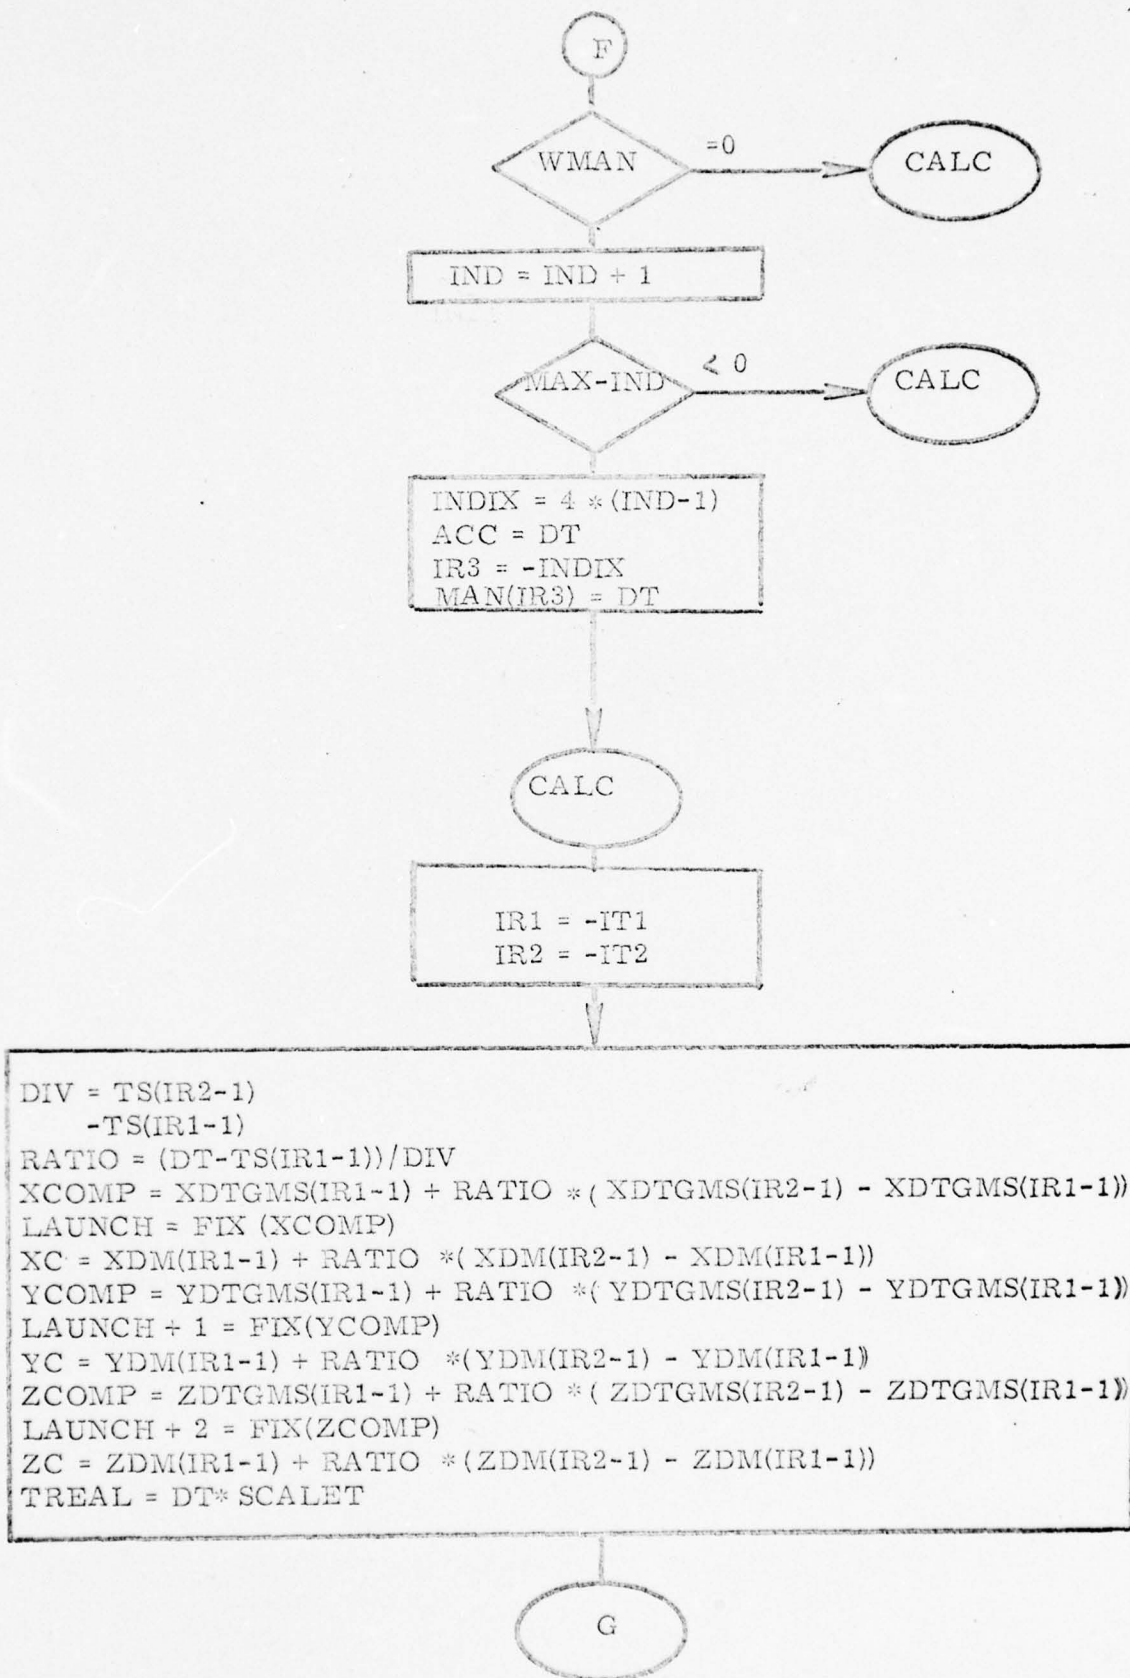 F
WMAN
=0
CALC
IND = IND + 1
MAX-IND
< 0
CALC
INDIX = 4 * (IND-1)
ACC = DT
IR3 = -INDIX
MAN(IR3) = DT
CALC
IR1 = -IT1
IR2 = -IT2
DIV = TS(IR2-1)
-TS(IR1-1)
RATIO = (DT-TS(IR1-1))/DIV
XCOMP = XDTGMS(IR1-1) + RATIO *( XDTGMS(IR2-1) - XDTGMS(IR1-1))
LAUNCH = FIX (XCOMP)
XC = XDM(IR1-1) + RATIO *( XDM(IR2-1) - XDM(IR1-1))
YCOMP = YDTGMS(IR1-1) + RATIO *( YDTGMS(IR2-1) - YDTGMS(IR1-1))
LAUNCH + 1 = FIX(YCOMP)
YC = YDM(IR1-1) + RATIO *(YDM(IR2-1) - YDM(IR1-1))
ZCOMP = ZDTGMS(IR1-1) + RATIO *( ZDTGMS(IR2-1) - ZDTGMS(IR1-1))
LAUNCH + 2 = FIX(ZCOMP)
ZC = ZDM(IR1-1) + RATIO *(ZDM(IR2-1) - ZDM(IR1-1))
TREAL = DT* SCALET
G